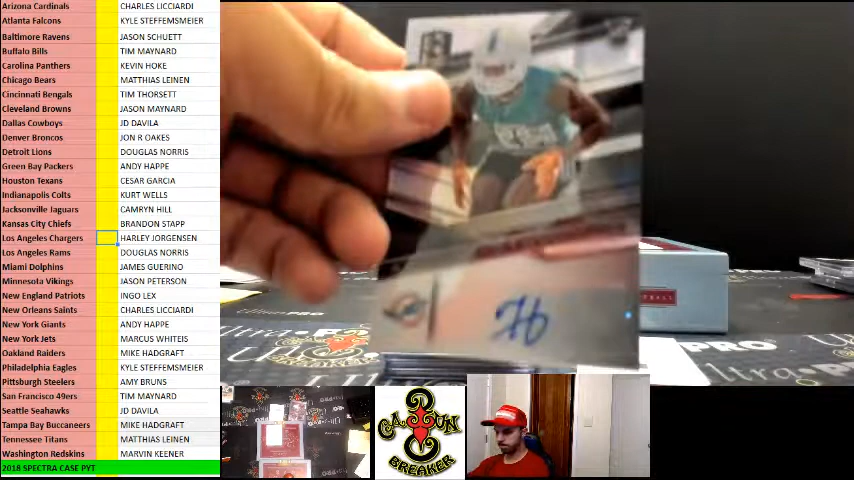 Arizona Cardinals CHARLES LICCIARDI
Atlanta Falcons KYLE STEFFEMSMEIER
Baltimore Ravens JASON SCHUETT
Buffalo Bills TIM MAYNARD
Carolina Panthers KEVIN HOKE
Chicago Bears MATTHIAS LEINEN
Cincinnati Bengals TIM THORSETT
Cleveland Browns JASON MAYNARD
Dallas Cowboys JD DAVILA
Denver Broncos JON R OAKES
Detroit Lions DOUGLAS NORRIS
Green Bay Packers ANDY HAPPE
Houston Texans CESAR GARCIA
Indianapolis Colts KURT WELLS
Jacksonville Jaguars CAMRYN HILL
Kansas City Chiefs BRANDON STAPP
Los Angeles Chargers HARLEY JORGENSEN
Los Angeles Rams DOUGLAS NORRIS
Miami Dolphins JAMES GUERINO
Minnesota Vikings JASON PETERSON
New England Patriots INGO LEX
New Orleans Saints CHARLES LICCIARDI
New York Giants ANDY HAPPE
New York Jets MARCUS WHITEIS
Oakland Raiders MIKE HADGRAFT
Philadelphia Eagles KYLE STEFFEMSMEIER
Pittsburgh Steelers AMY BRUNS
San Francisco 49ers TIM MAYNARD
Seattle Seahawks JD DAVILA
Tampa Bay Buccaneers MIKE HADGRAFT
Tennessee Titans MATTHIAS LEINEN
Washington Redskins MARVIN KEENER
2018 SPECTRA CASE PYT
PRO
Ultra
CAJUN
BREAKER